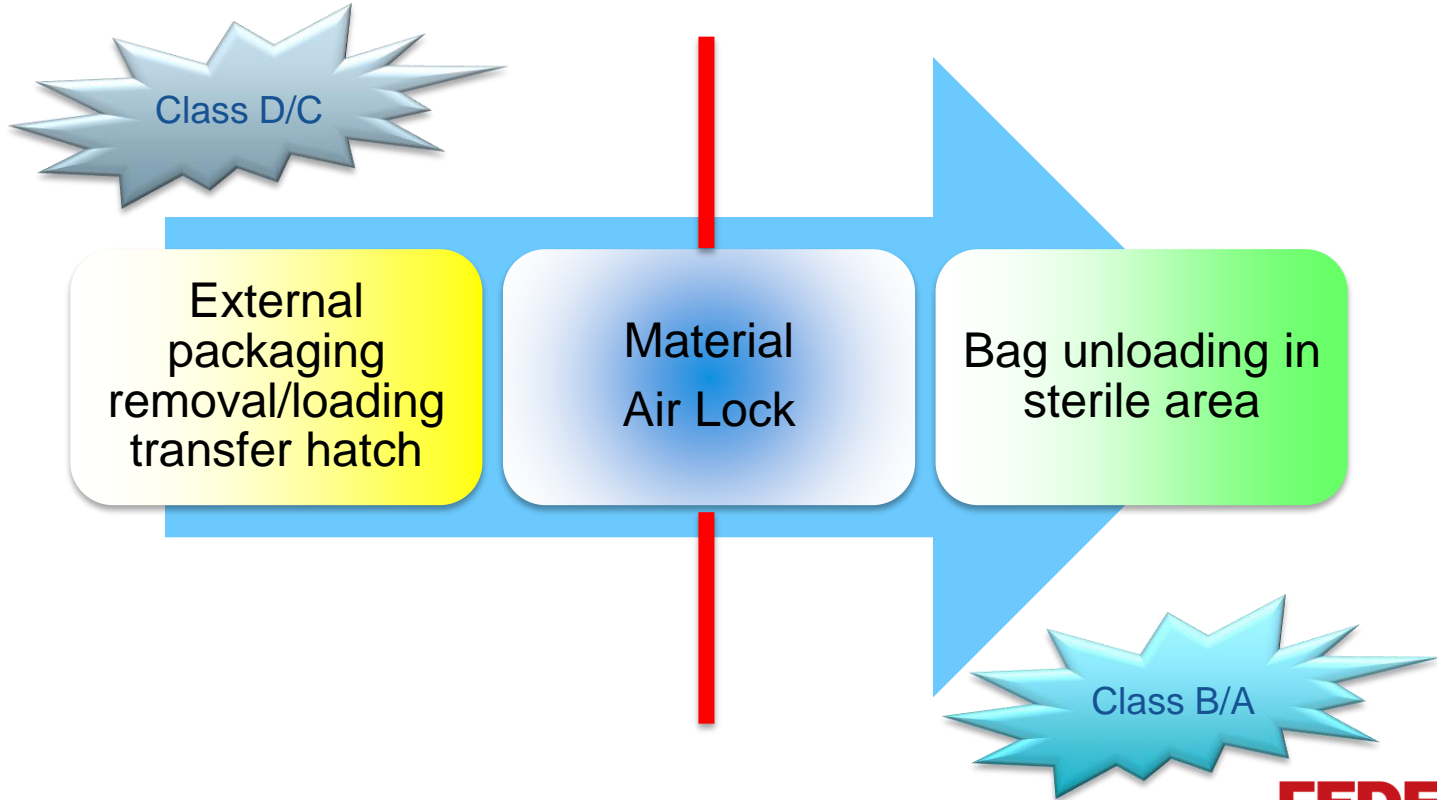 Class D/C
External
packaging
removal/loading
transfer hatch
Material
Air Lock
Bag unloading in
sterile area
Class B/A